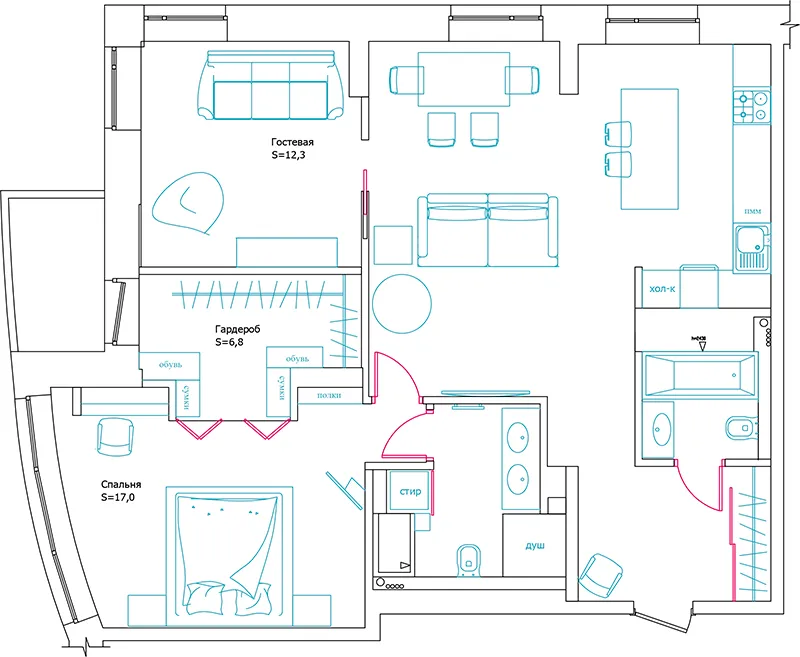 Гостевая
S=12,3
пмм
хол-к
Гардероб
S=6,8
обувь
обувь
сумки
сумки
полки
Спальня
S=17,0
стир
душ